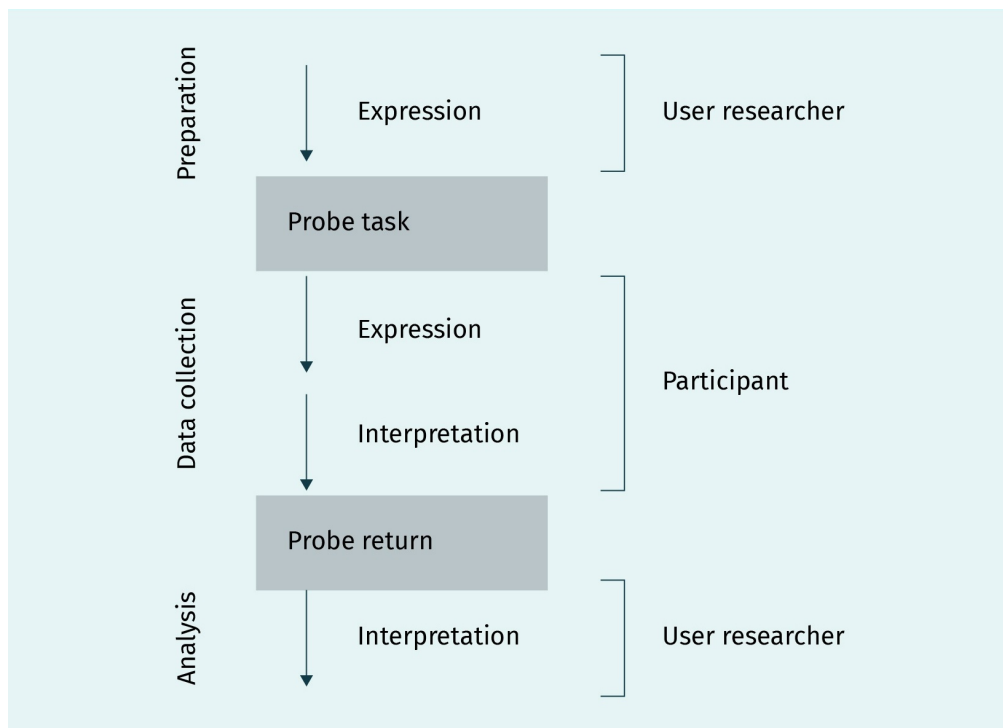 Preparation
Expression
User researcher
Probe task
Data collection
Expression
Participant
Interpretation
Probe return
Analysis
Interpretation
User researcher